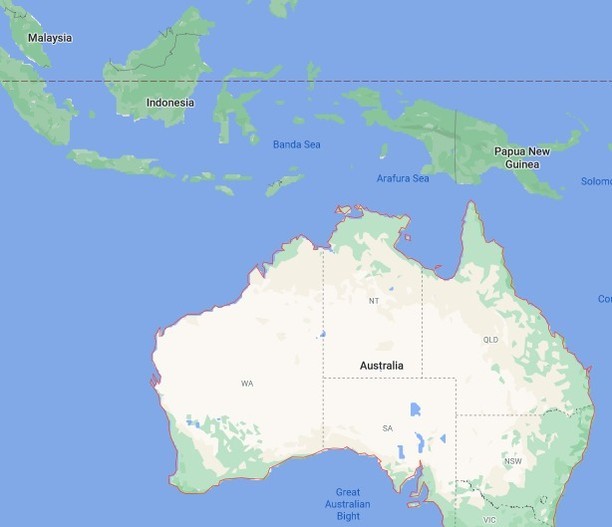 Malaysia
Indonesia
Banda Sea
Papua New
Guinea
Arafura Sea
Solomo
Co
NT
QLD
Australia
WA
SA
NSW
Great
Australian
Bight
VIC